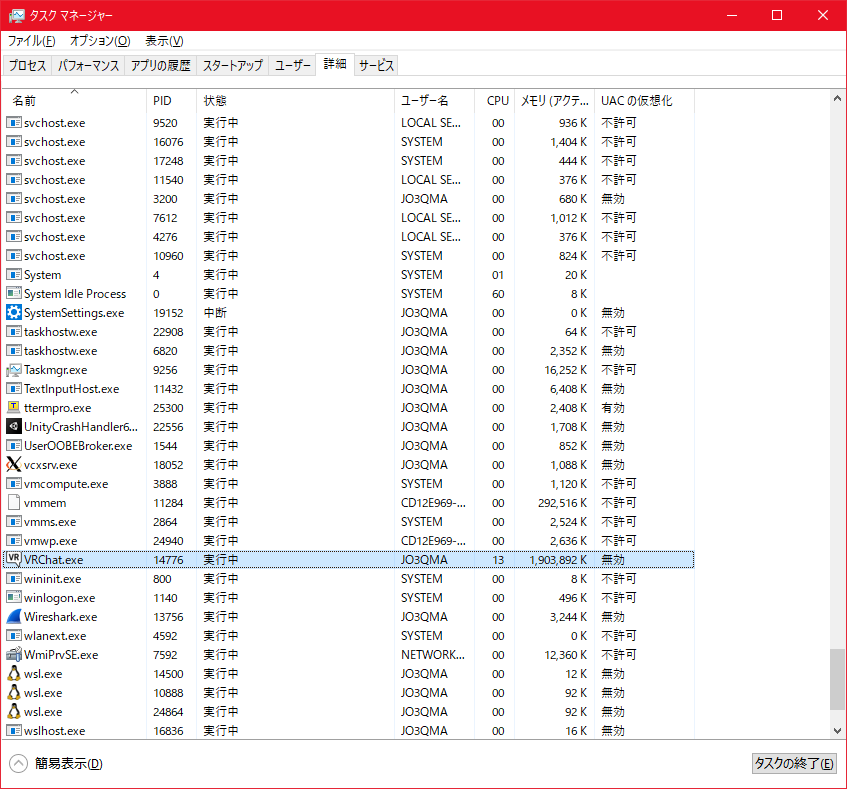 タスク マネージャー
ファイル(F) オプション(O) 表示(V)
プロセス パフォーマンス アプリの履歴 スタートアップ ユーザー 詳細 サービス
名前 PID 状態 ユーザー名 CPU メモリ (アクテ... UAC の仮想化
svchost.exe 9520 実行中 LOCAL SE... 00 936 K 不許可
svchost.exe 16076 実行中 SYSTEM 00 1,404 K 不許可
svchost.exe 17248 実行中 SYSTEM 00 444 K 不許可
svchost.exe 11540 実行中 LOCAL SE... 00 376 K 不許可
svchost.exe 3200 実行中 JO3QMA 00 680 K 無効
svchost.exe 7612 実行中 LOCAL SE... 00 1,012 K 不許可
svchost.exe 4276 実行中 LOCAL SE... 00 376 K 不許可
svchost.exe 10960 実行中 SYSTEM 00 824 K 不許可
System 4 実行中 SYSTEM 01 20 K
System Idle Process 0 実行中 SYSTEM 60 8 K
SystemSettings.exe 19152 中断 JO3QMA 00 0 K 無効
taskhostw.exe 22908 実行中 JO3QMA 00 64 K 不許可
taskhostw.exe 6820 実行中 JO3QMA 00 2,352 K 無効
Taskmgr.exe 9256 実行中 JO3QMA 00 16,252 K 不許可
TextInputHost.exe 11432 実行中 JO3QMA 00 6,408 K 無効
ttermpro.exe 25300 実行中 JO3QMA 00 2,408 K 有効
UnityCrashHandler6... 22556 実行中 JO3QMA 00 1,708 K 無効
UserOOBEBroker.exe 1544 実行中 JO3QMA 00 852 K 無効
vcxsrv.exe 18052 実行中 JO3QMA 00 1,088 K 無効
vmcompute.exe 3888 実行中 SYSTEM 00 1,120 K 不許可
vmmem 11284 実行中 CD12E969-... 00 292,516 K 不許可
vmms.exe 2864 実行中 SYSTEM 00 2,524 K 不許可
vmwp.exe 24940 実行中 CD12E969-... 00 2,636 K 不許可
VRChat.exe 14776 実行中 JO3QMA 13 1,903,892 K 無効
wininit.exe 800 実行中 SYSTEM 00 8 K 不許可
winlogon.exe 1140 実行中 SYSTEM 00 496 K 不許可
Wireshark.exe 13756 実行中 JO3QMA 00 3,244 K 無効
wlanext.exe 4592 実行中 SYSTEM 00 0 K 不許可
WmiPrvSE.exe 7592 実行中 NETWORK... 00 12,360 K 不許可
wsl.exe 14500 実行中 JO3QMA 00 12 K 無効
wsl.exe 10888 実行中 JO3QMA 00 92 K 無効
wsl.exe 24864 実行中 JO3QMA 00 92 K 無効
wslhost.exe 16836 実行中 JO3QMA 00 16 K 無効
簡易表示(D) タスクの終了(E)